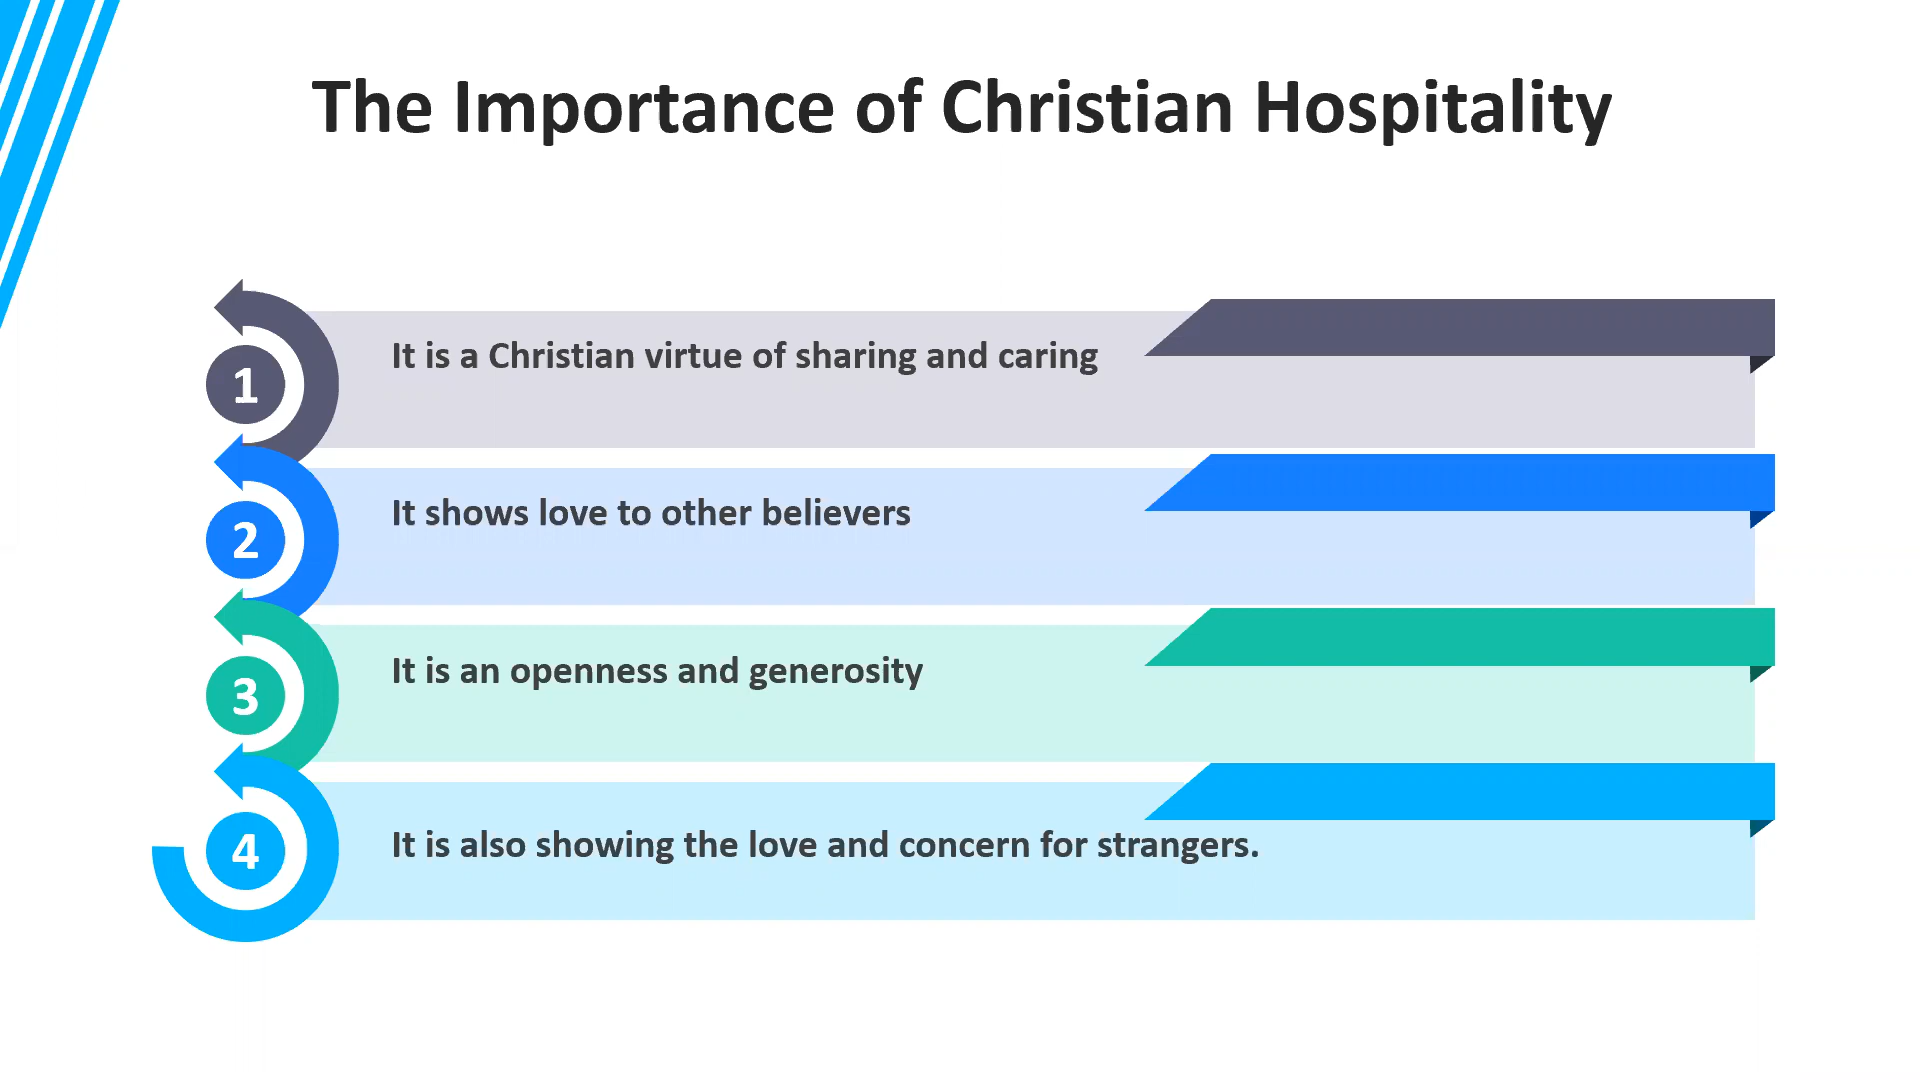 The Importance of Christian Hospitality
1
It is a Christian virtue of sharing and caring
2
It shows love to other believers
3
It is an openness and generosity
4
It is also showing the love and concern for strangers.